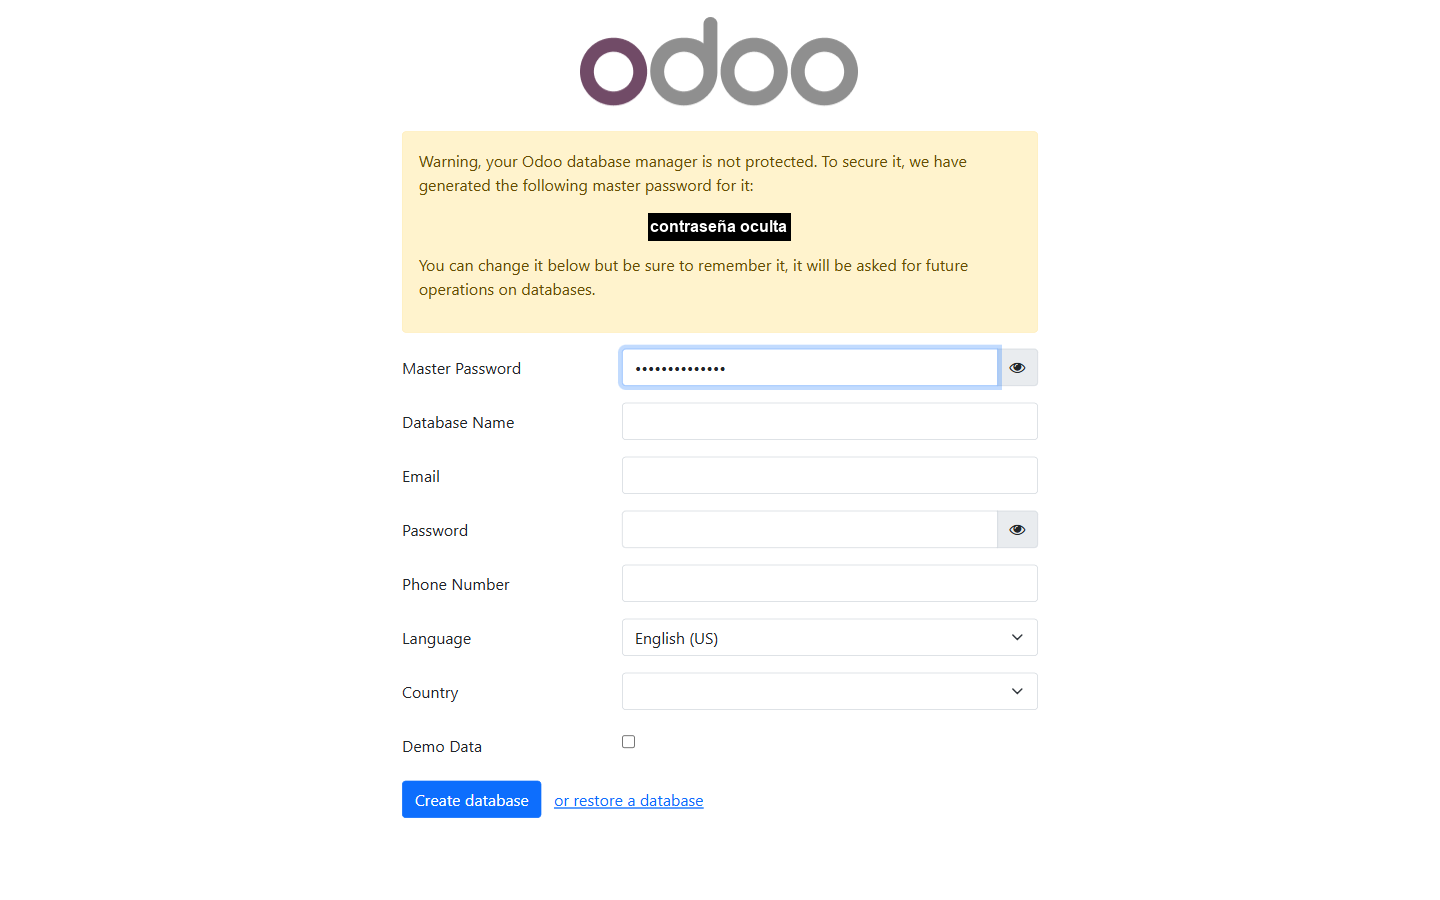 odoo
Warning, your Odoo database manager is not protected. To secure it, we have
generated the following master password for it:
contraseña oculta
You can change it below but be sure to remember it, it will be asked for future
operations on databases.
Master Password ••••••••••••••
Database Name
Email
Password
Phone Number
Language English (US)
Country
Demo Data
Create database or restore a database